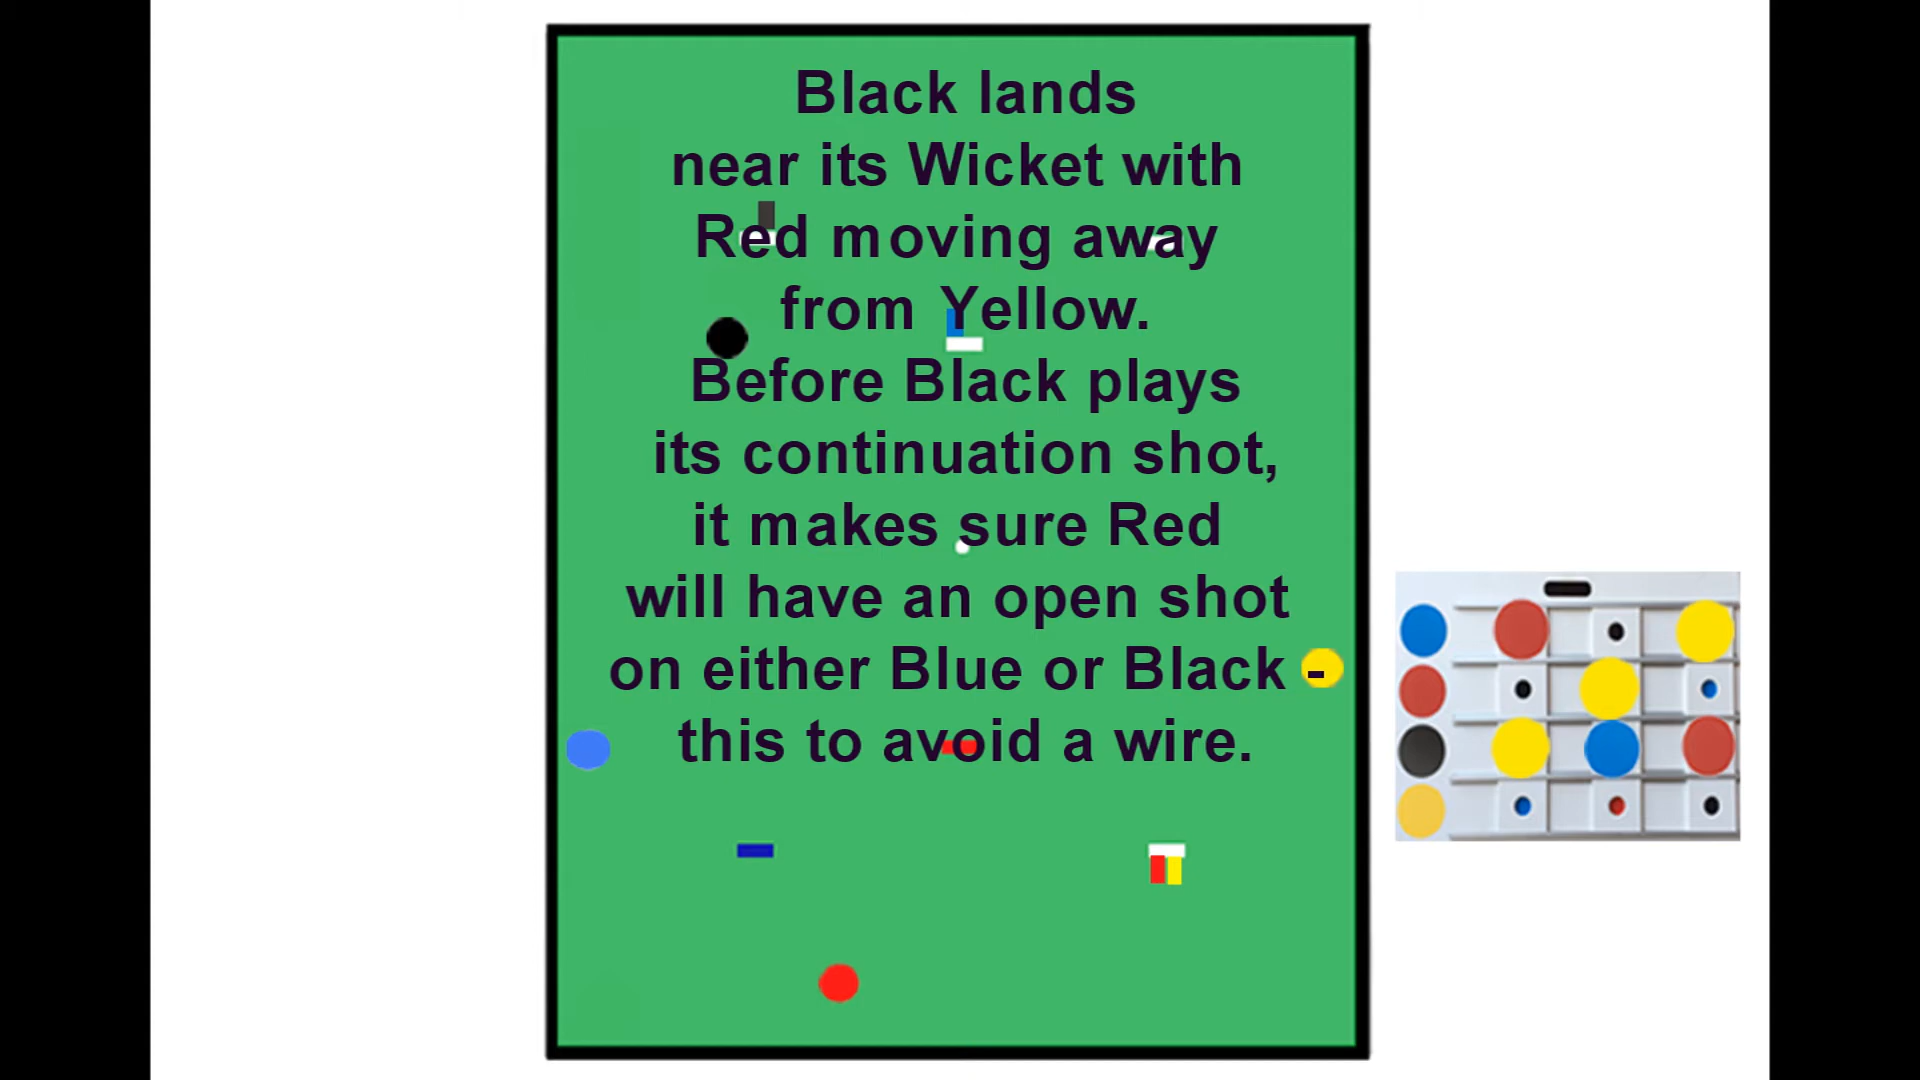 Black lands
near its Wicket with
Red moving away
from Yellow.
Before Black plays
its continuation shot,
it makes sure Red
will have an open shot
on either Blue or Black -
this to avoid a wire.